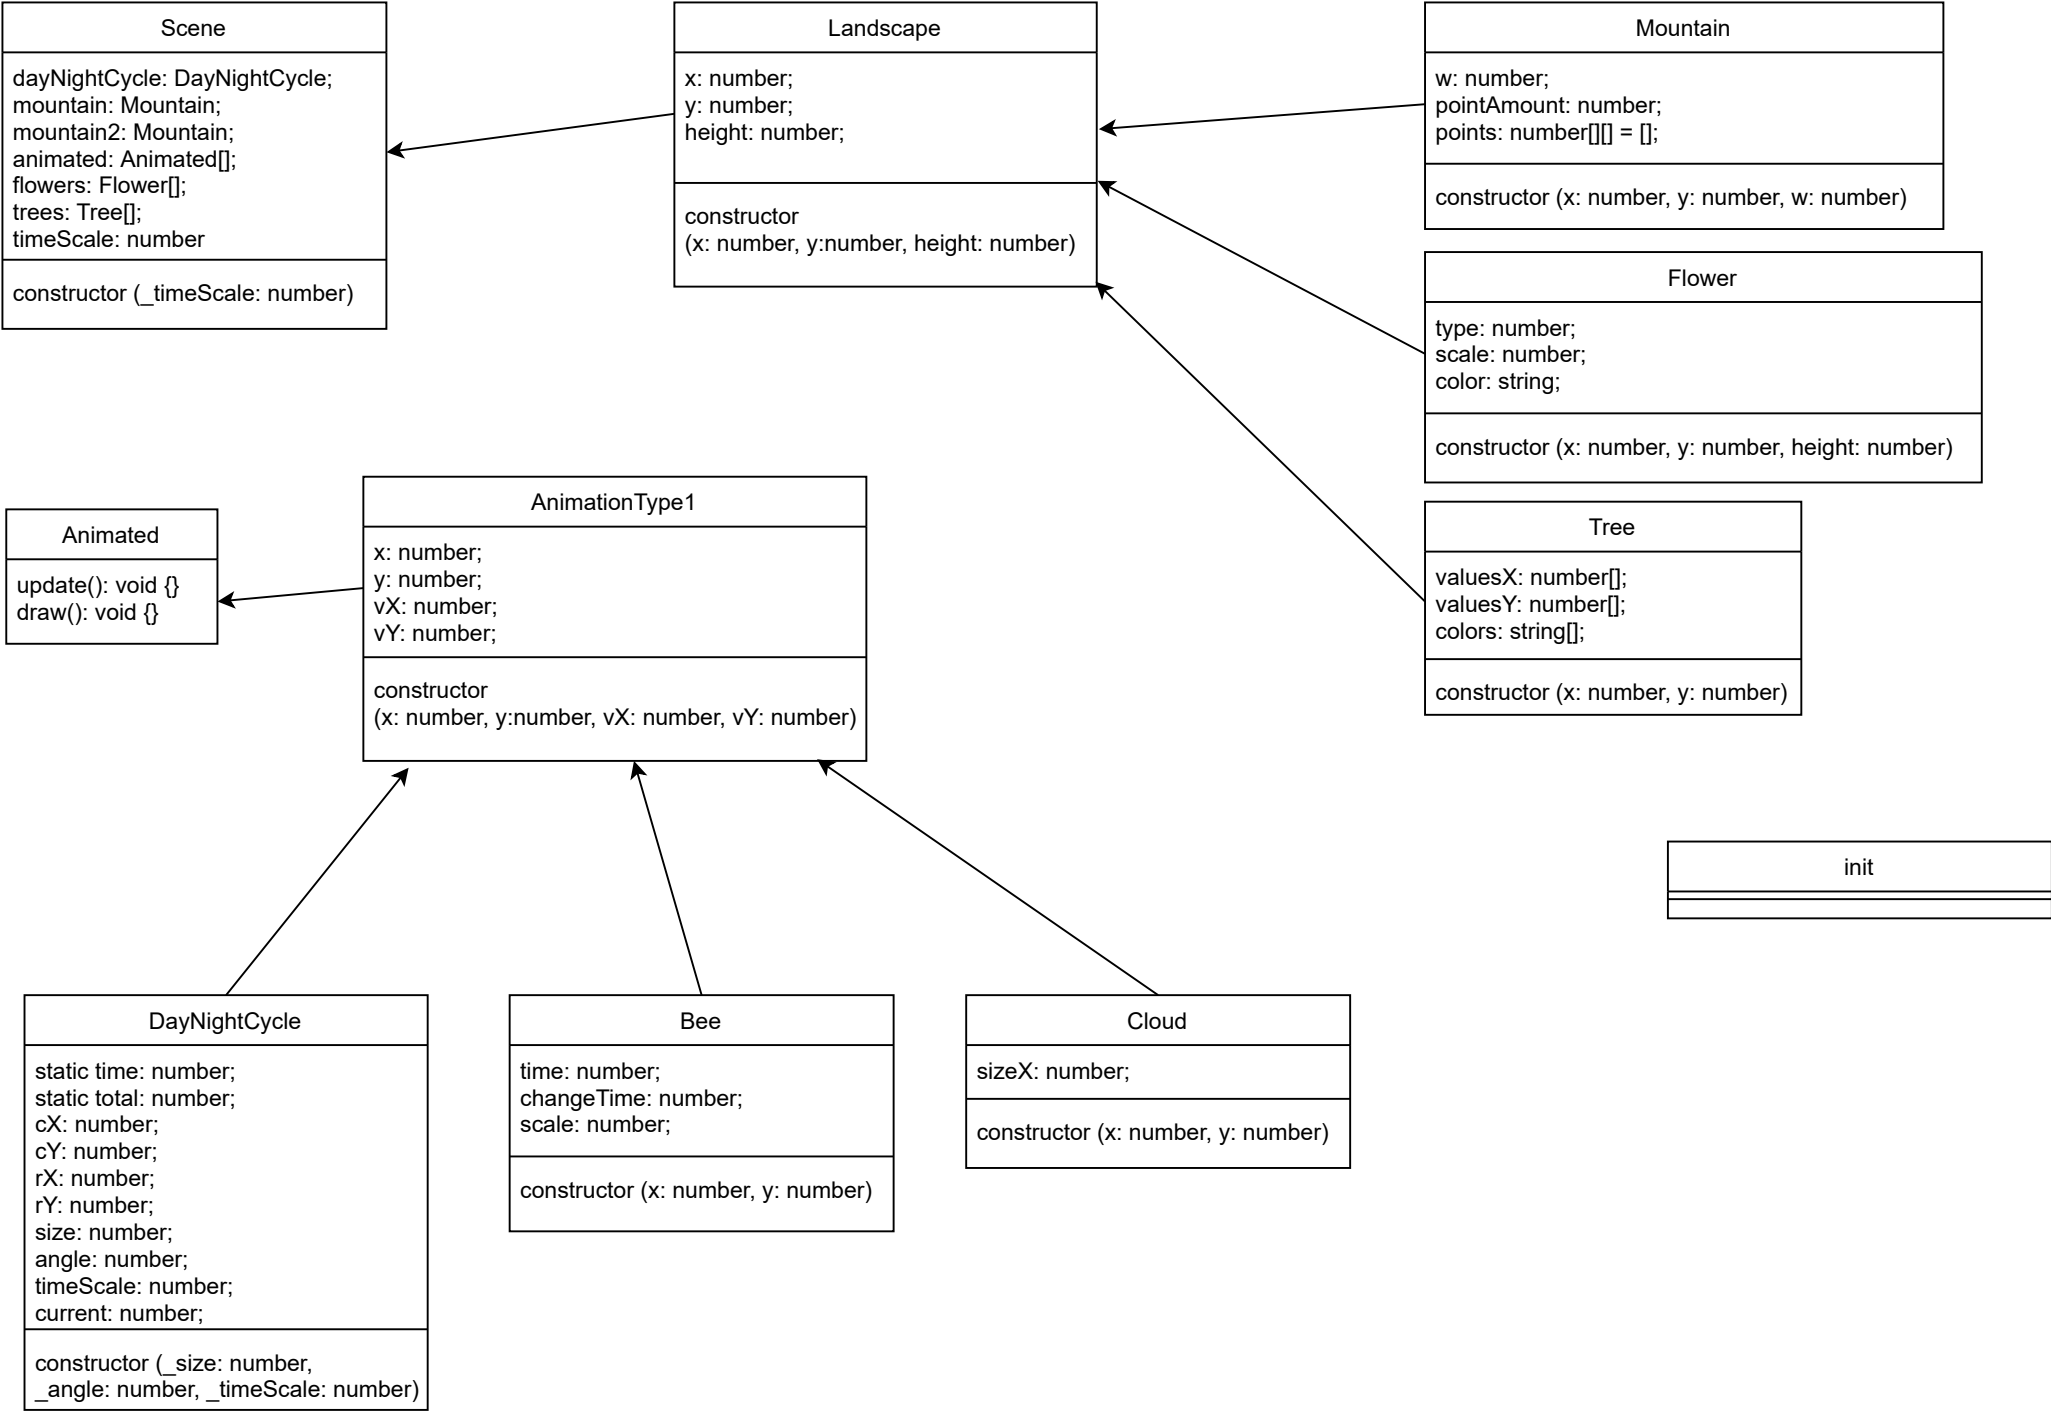 Scene
dayNightCycle: DayNightCycle;
mountain: Mountain;
mountain2: Mountain;
animated: Animated[];
flowers: Flower[];
trees: Tree[];
timeScale: number
constructor (_timeScale: number)
Landscape
x: number;
y: number;
height: number;
constructor
(x: number, y:number, height: number)
Mountain
w: number;
pointAmount: number;
points: number[][] = [];
constructor (x: number, y: number, w: number)
Flower
type: number;
scale: number;
color: string;
constructor (x: number, y: number, height: number)
Animated
update(): void {}
draw(): void {}
AnimationType1
x: number;
y: number;
vX: number;
vY: number;
constructor
(x: number, y:number, vX: number, vY: number)
Tree
valuesX: number[];
valuesY: number[];
colors: string[];
constructor (x: number, y: number)
init
DayNightCycle
static time: number;
static total: number;
cX: number;
cY: number;
rX: number;
rY: number;
size: number;
angle: number;
timeScale: number;
current: number;
constructor (_size: number,
_angle: number, _timeScale: number)
Bee
time: number;
changeTime: number;
scale: number;
constructor (x: number, y: number)
Cloud
sizeX: number;
constructor (x: number, y: number)